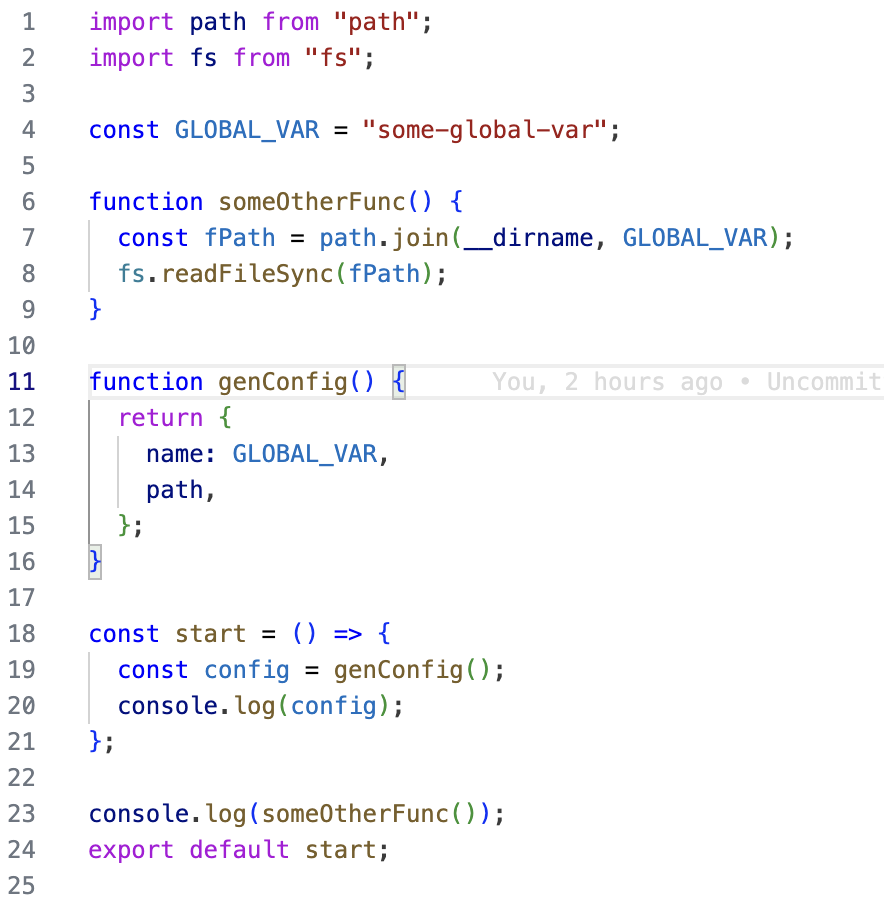 1 import path from "path";
2 import fs from "fs";
3
4 const GLOBAL_VAR = "some-global-var";
5
6 function someOtherFunc() {
7   const fPath = path.join(__dirname, GLOBAL_VAR);
8   fs.readFileSync(fPath);
9 }
10
11 function genConfig() {      You, 2 hours ago • Uncommit
12   return {
13     name: GLOBAL_VAR,
14     path,
15   };
16 }
17
18 const start = () => {
19   const config = genConfig();
20   console.log(config);
21 };
22
23 console.log(someOtherFunc());
24 export default start;
25